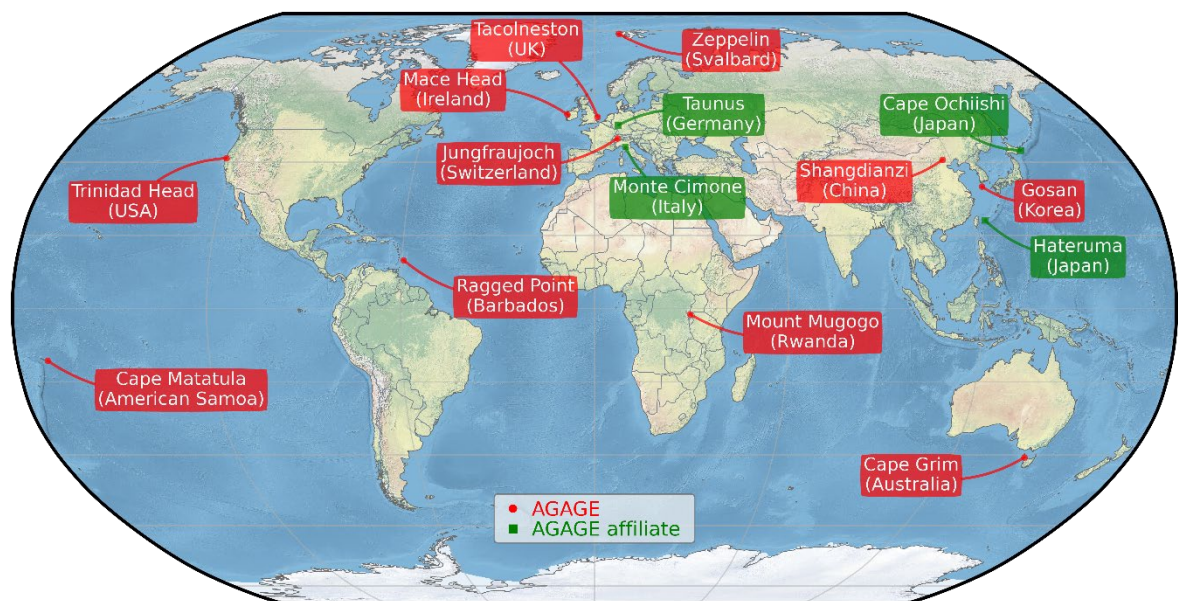 Tacolneston
(UK)
Zeppelin
(Svalbard)
Mace Head
(Ireland)
Taunus
(Germany)
Cape Ochiishi
(Japan)
Jungfraujoch
(Switzerland)
Shangdianzi
(China)
Trinidad Head
(USA)
Monte Cimone
(Italy)
Gosan
(Korea)
Hateruma
(Japan)
Ragged Point
(Barbados)
Mount Mugogo
(Rwanda)
Cape Matatula
(American Samoa)
Cape Grim
(Australia)
AGAGE
AGAGE affiliate